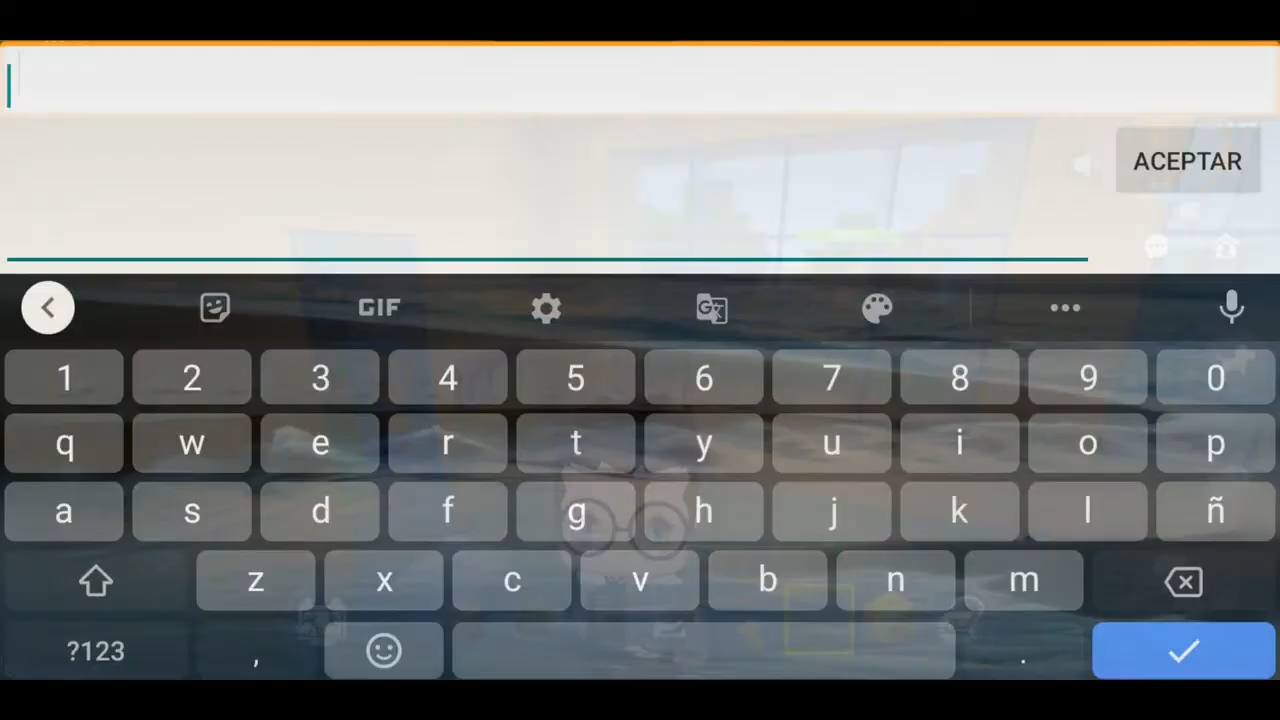 ACEPTAR
GIF
1 2 3 4 5 6 7 8 9 0
q w e r t y u i o p
a s d f g h j k l ñ
z x c v b n m
?123 , .